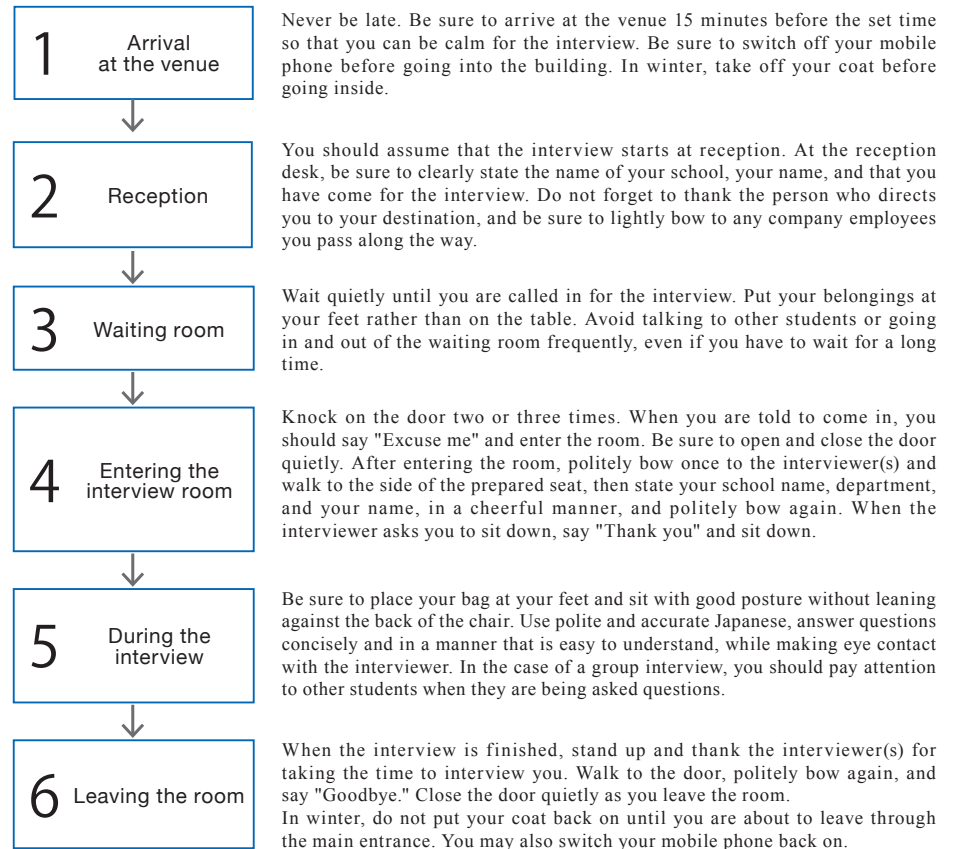 1
Arrival
at the venue
Never be late. Be sure to arrive at the venue 15 minutes before the set time
so that you can be calm for the interview. Be sure to switch off your mobile
phone before going into the building. In winter, take off your coat before
going inside.
2
Reception
You should assume that the interview starts at reception. At the reception
desk, be sure to clearly state the name of your school, your name, and that you
have come for the interview. Do not forget to thank the person who directs
you to your destination, and be sure to lightly bow to any company employees
you pass along the way.
3
Waiting room
Wait quietly until you are called in for the interview. Put your belongings at
your feet rather than on the table. Avoid talking to other students or going
in and out of the waiting room frequently, even if you have to wait for a long
time.
4
Entering the
interview room
Knock on the door two or three times. When you are told to come in, you
should say "Excuse me" and enter the room. Be sure to open and close the door
quietly. After entering the room, politely bow once to the interviewer(s) and
walk to the side of the prepared seat, then state your school name, department,
and your name, in a cheerful manner, and politely bow again. When the
interviewer asks you to sit down, say "Thank you" and sit down.
5
During the
interview
Be sure to place your bag at your feet and sit with good posture without leaning
against the back of the chair. Use polite and accurate Japanese, answer questions
concisely and in a manner that is easy to understand, while making eye contact
with the interviewer. In the case of a group interview, you should pay attention
to other students when they are being asked questions.
6
Leaving the room
When the interview is finished, stand up and thank the interviewer(s) for
taking the time to interview you. Walk to the door, politely bow again, and
say "Goodbye." Close the door quietly as you leave the room.
In winter, do not put your coat back on until you are about to leave through
the main entrance. You may also switch your mobile phone back on.